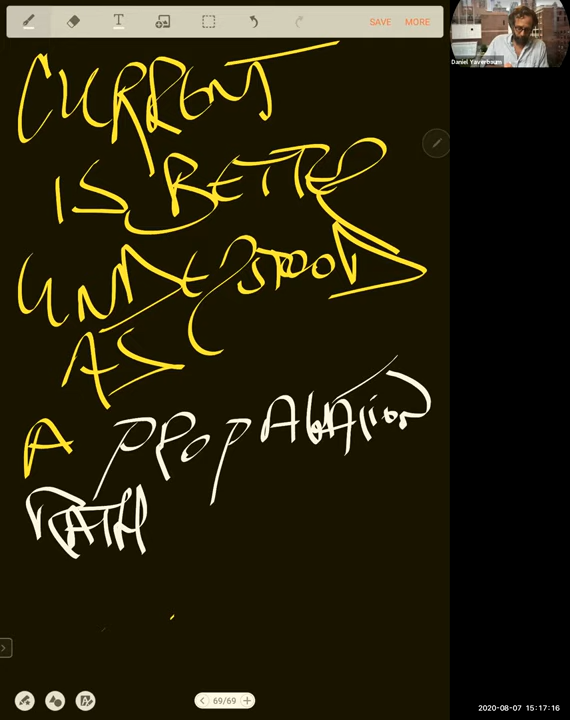 SAVE MORE
Daniel Yaverbaum
CURRENT
IS BETTER
UNDERSTOOD
AS
A PROPAGATION
PATH
69/69
2020-08-07 15:17:16